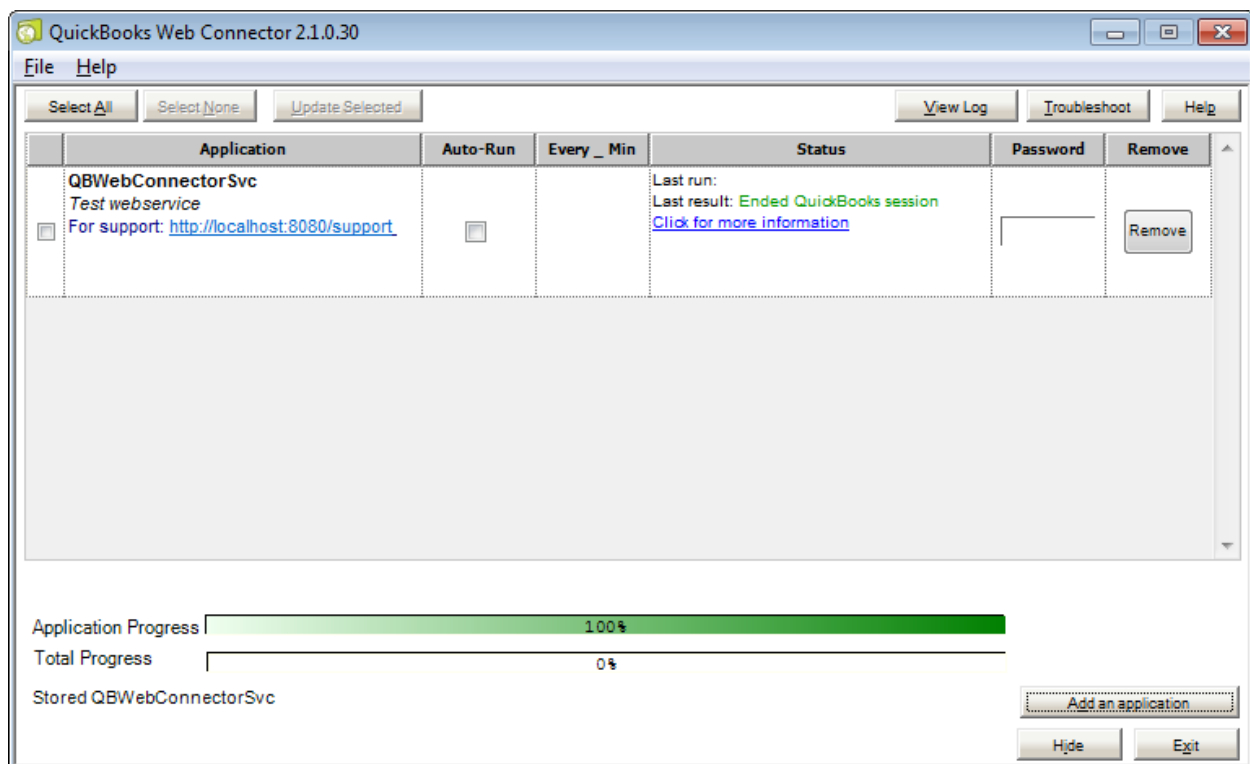 QuickBooks Web Connector 2.1.0.30
File Help
Select All Select None Update Selected View Log Troubleshoot Help
Application Auto-Run Every _ Min Status Password Remove
QBWebConnectorSvc
Test webservice
For support: http://localhost:8080/support
Last run:
Last result: Ended QuickBooks session
Click for more information
Remove
Application Progress 100%
Total Progress 0%
Stored QBWebConnectorSvc
Add an application
Hide Exit